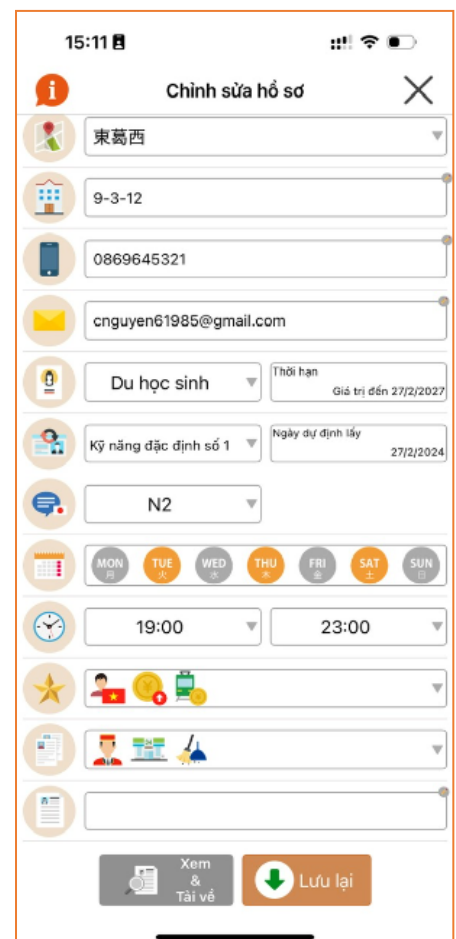 15:11
i
Chỉnh sửa hồ sơ
東葛西
9-3-12
0869645321
cnguyen61985@gmail.com
Du học sinh
Thời hạn
Giá trị đến 27/2/2027
Kỹ năng đặc định số 1
Ngày dự định lấy
27/2/2024
N2
MON TUE WED THU FRI SAT SUN
月 火 水 木 金 土 日
19:00 23:00
Xem
&
Tải về
Lưu lại